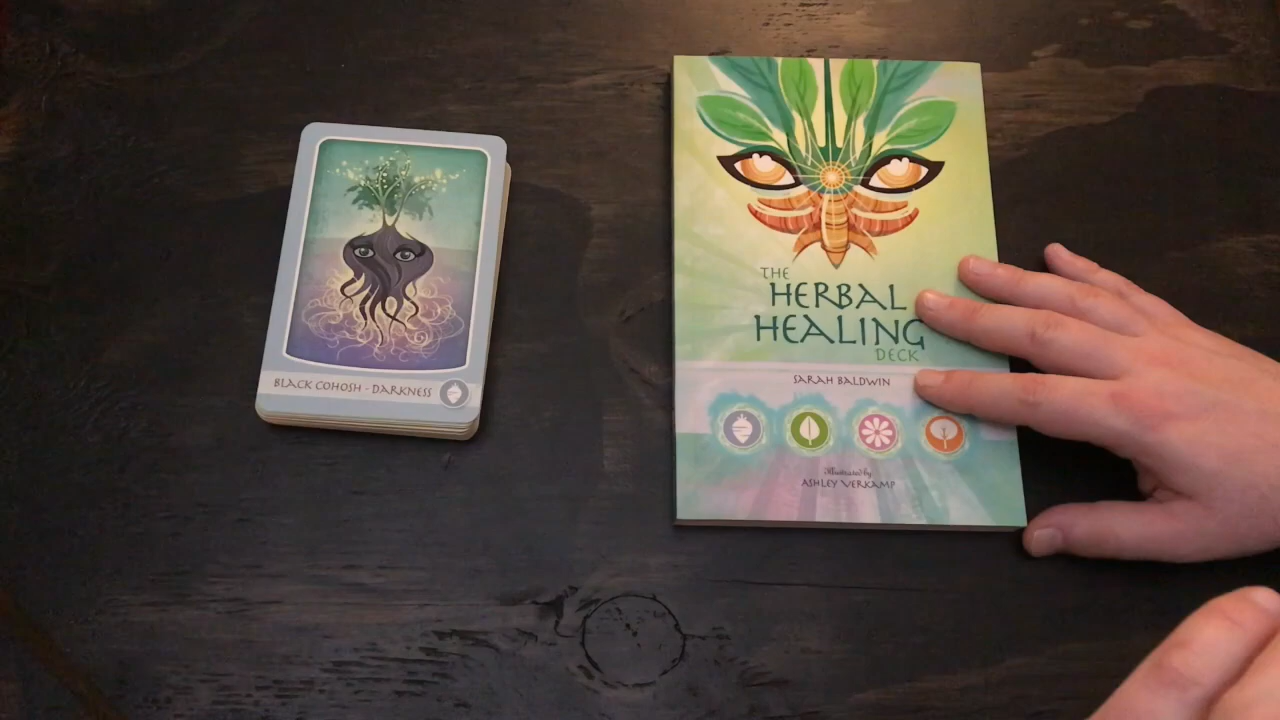 BLACK COHOSH - DARKNESS
THE
HERBAL
HEALING
DECK
SARAH BALDWIN
Illustrated by
ASHLEY VERKAMP